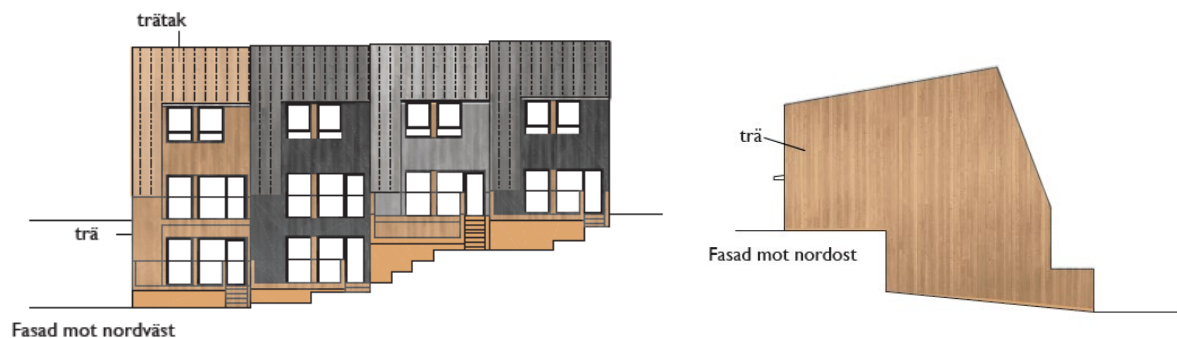 trätak
trä
Fasad mot nordväst
trä
Fasad mot nordost